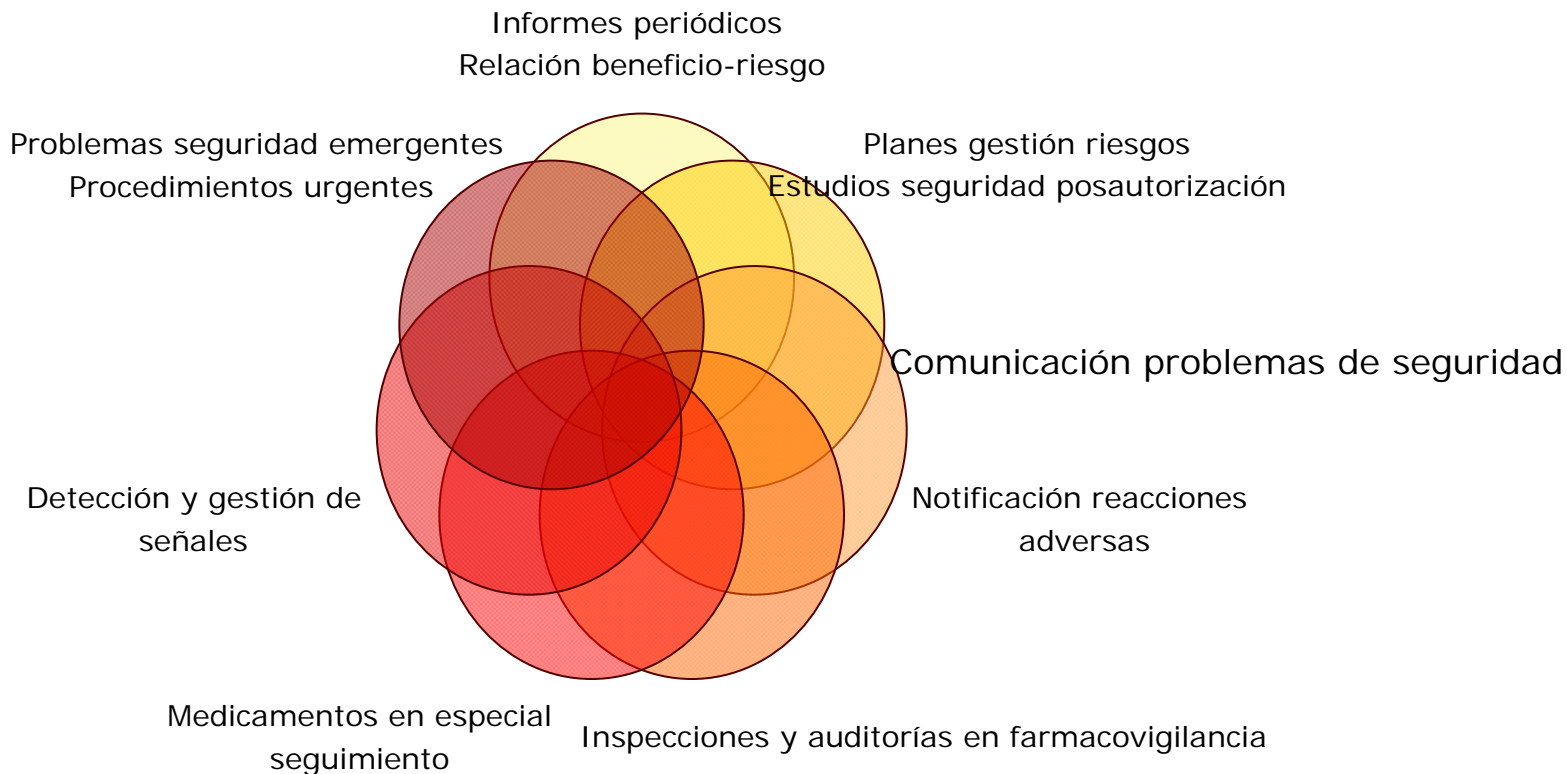 Informes periódicos
Relación beneficio-riesgo
Problemas seguridad emergentes
Procedimientos urgentes
Planes gestión riesgos
Estudios seguridad posautorización
Comunicación problemas de seguridad
Detección y gestión de
señales
Notificación reacciones
adversas
Medicamentos en especial
seguimiento
Inspecciones y auditorías en farmacovigilancia